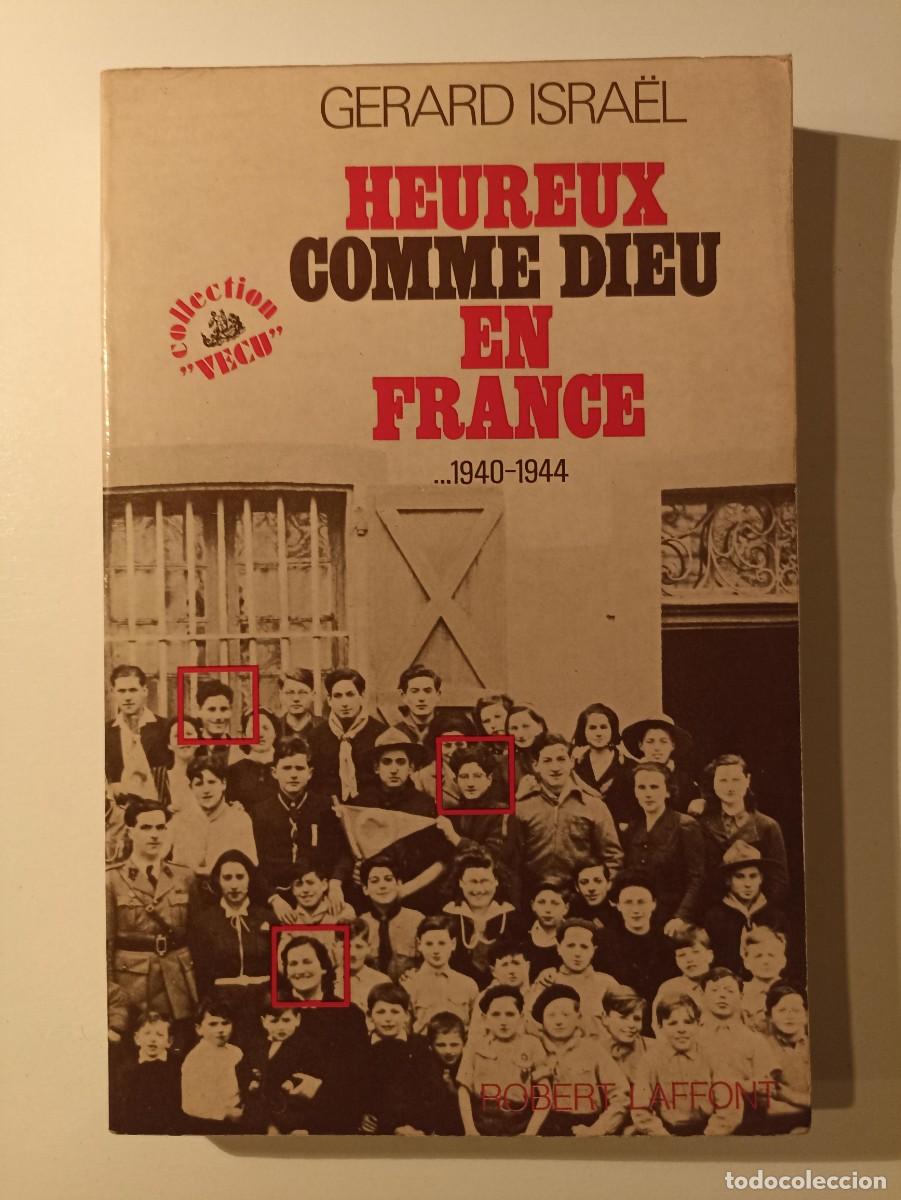 GERARD ISRAËL
HEUREUX
COMME DIEU
EN
FRANCE
...1940-1944
collection
"VECU"
ROBERT LAFFONT
todocoleccion